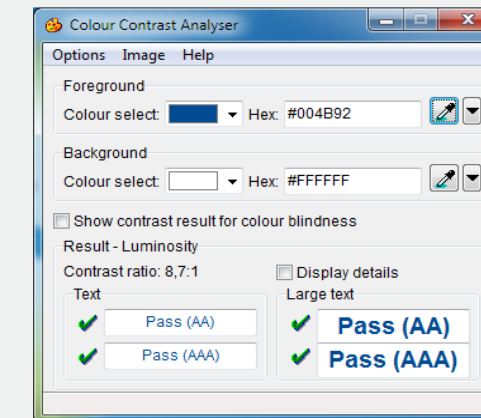 Colour Contrast Analyser
Options Image Help
Foreground
Colour select: Hex: #004B92
Background
Colour select: Hex: #FFFFFF
Show contrast result for colour blindness
Result - Luminosity
Contrast ratio: 8,7:1 Display details
Text Large text
Pass (AA) Pass (AA)
Pass (AAA) Pass (AAA)